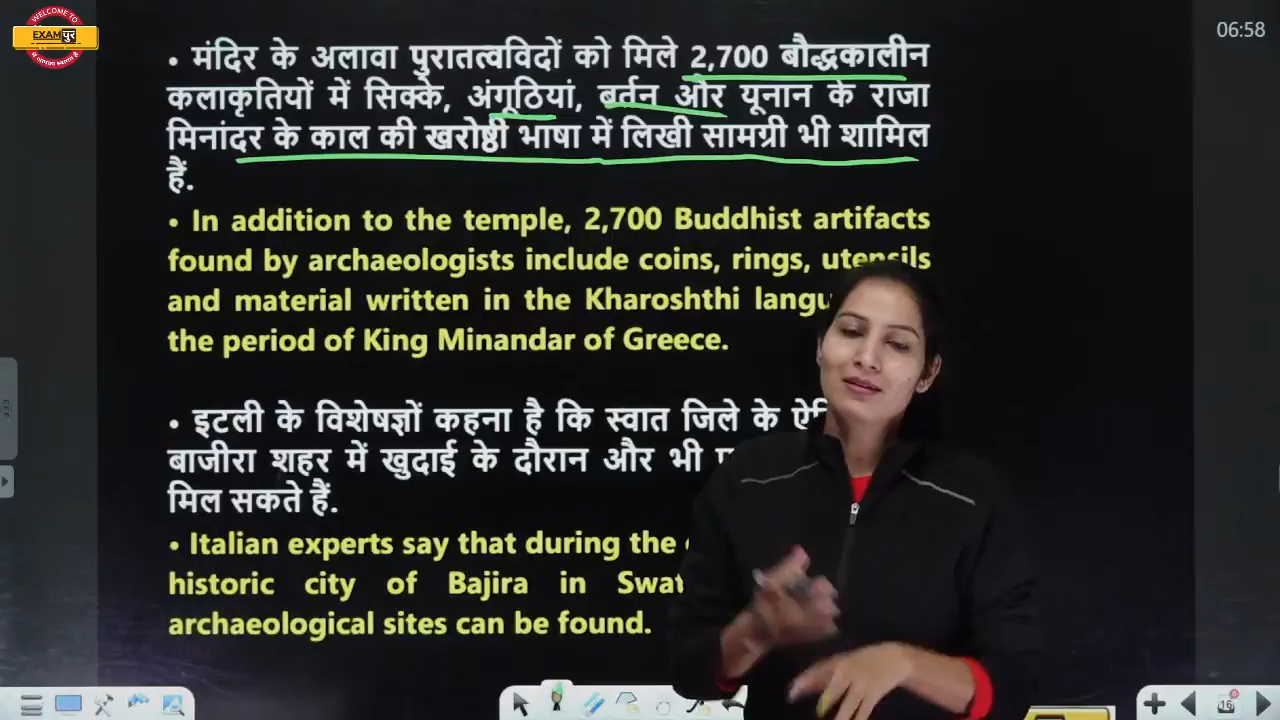 WELCOME TO
EXAMपुर
06:58
• मंदिर के अलावा पुरातत्वविदों को मिले 2,700 बौद्धकालीन
कलाकृतियों में सिक्के, अंगूठियां, बर्तन और यूनान के राजा
मिनांदर के काल की खरोष्ठी भाषा में लिखी सामग्री भी शामिल
हैं.
• In addition to the temple, 2,700 Buddhist artifacts
found by archaeologists include coins, rings, utensils
and material written in the Kharoshthi
the period of King Minandar of Greece.
• इटली के विशेषज्ञों कहना है कि स्वात जिले के
बाजीरा शहर में खुदाई के दौरान और भी
मिल सकते हैं.
• Italian experts say that during the
historic city of Bajira in Swat
archaeological sites can be found.
16